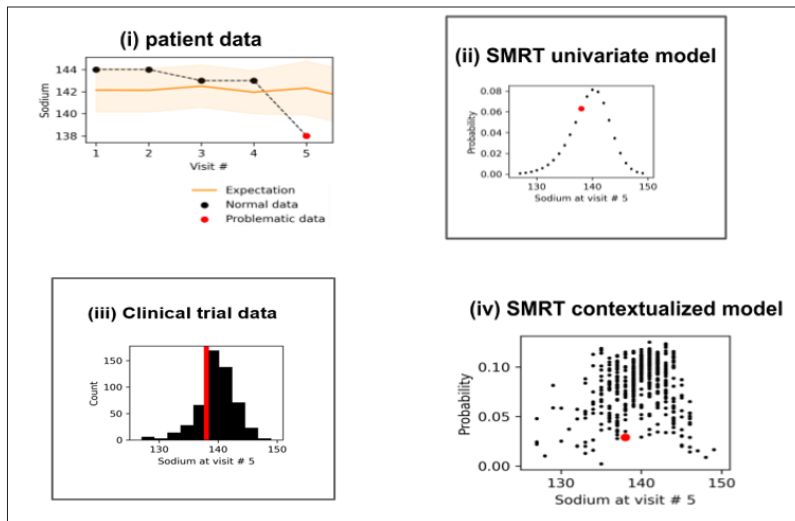 (i) patient data
144
142
140
138
Sodium
1 2 3 4 5
Visit #
Expectation
Normal data
Problematic data
(ii) SMRT univariate model
0.08
0.06
0.04
0.02
0.00
Probability
130 140 150
Sodium at visit # 5
(iii) Clinical trial data
150
100
50
0
Count
130 140 150
Sodium at visit # 5
(iv) SMRT contextualized model
0.10
0.05
0.00
Probability
130 140 150
Sodium at visit # 5